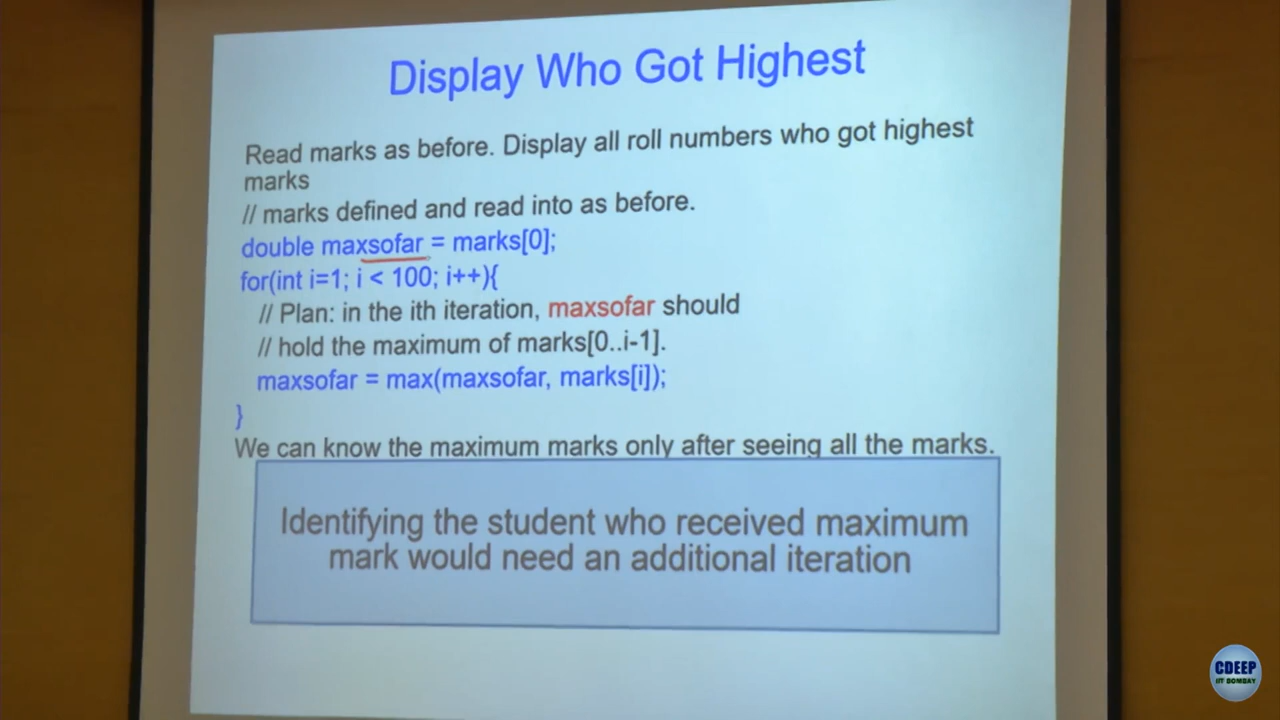 Display Who Got Highest
Read marks as before. Display all roll numbers who got highest
marks
// marks defined and read into as before.
double maxsofar = marks[0];
for(int i=1; i < 100; i++){
// Plan: in the ith iteration, maxsofar should
// hold the maximum of marks[0..i-1].
maxsofar = max(maxsofar, marks[i]);
}
We can know the maximum marks only after seeing all the marks.
Identifying the student who received maximum
mark would need an additional iteration
CDEEP
IIT BOMBAY